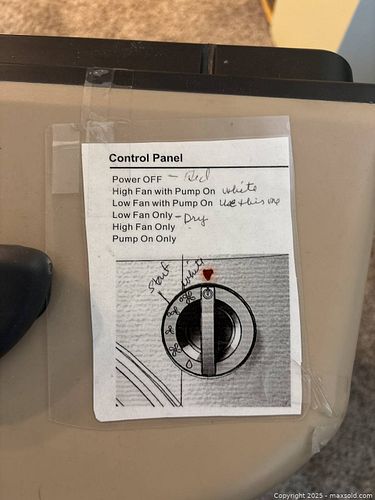 Control Panel
Power OFF - Red
High Fan with Pump On white
Low Fan with Pump On Use this one
Low Fan Only - Dry
High Fan Only
Pump On Only
start
white
Copyright 2025 - maxsold.com